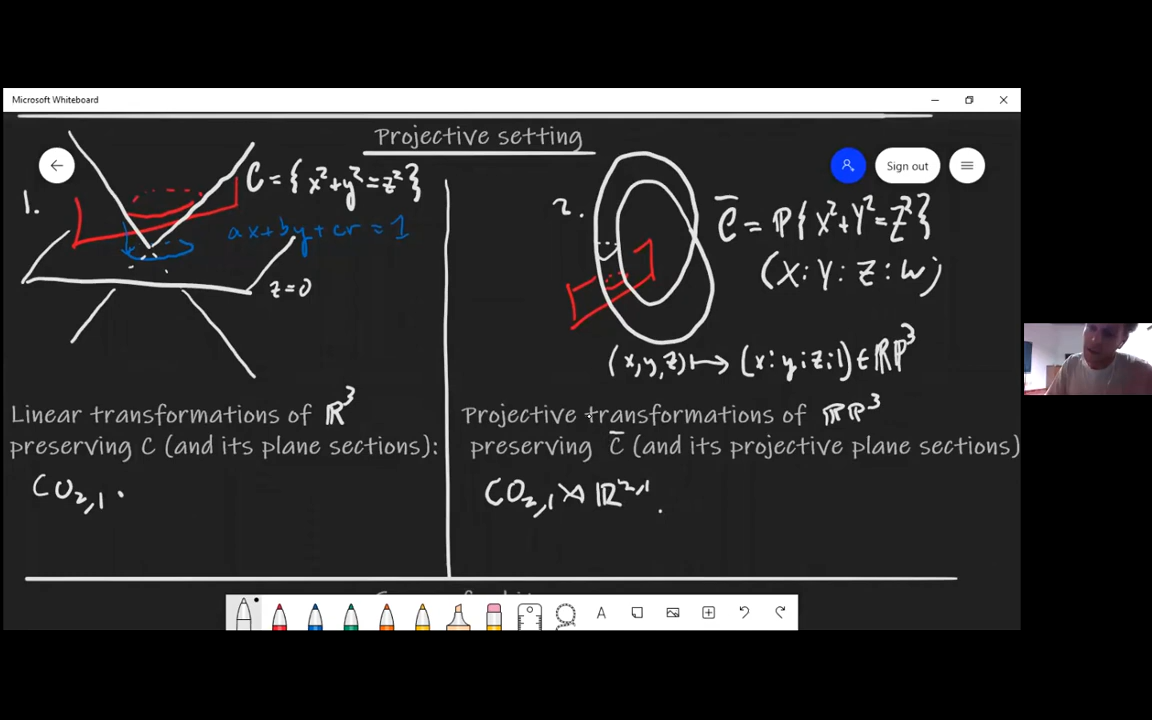 Microsoft Whiteboard
Projective setting
Sign out
1.
C = { x² + y² = z² }
ax + by + cr = 1
z = 0
2.
C̅ = ℙ{ X² + Y² = Z² }
(X : Y : Z : W)
(x, y, z) ↦ (x : y : z : 1) ∈ ℝℙ³
Linear transformations of ℝ³
preserving C (and its plane sections):
CO₂,₁ .
Projective transformations of ℝℙ³
preserving C̅ (and its projective plane sections)
CO₂,₁ ⋊ ℝ²,¹ .